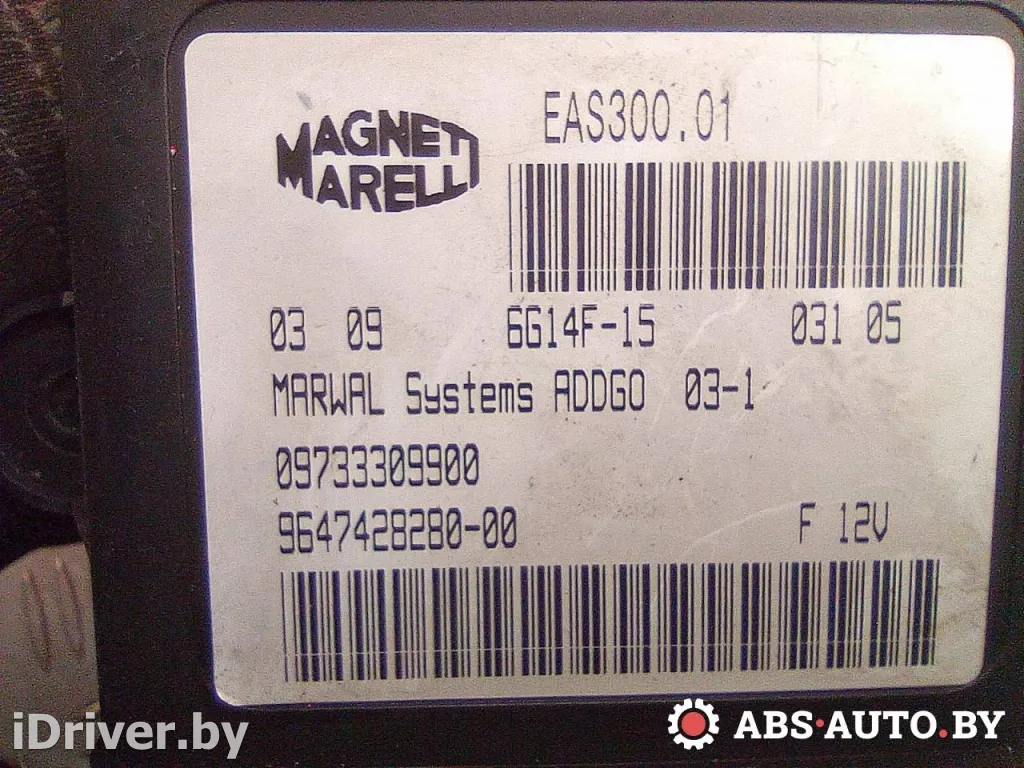 MAGNETI
MARELLI
EAS300.01
03 09 6G14F-15 031 05
MARWAL Systems ADDGO 03-1
09733309900
9647428280-00 F 12V
iDriver.by
ABS·AUTO.BY